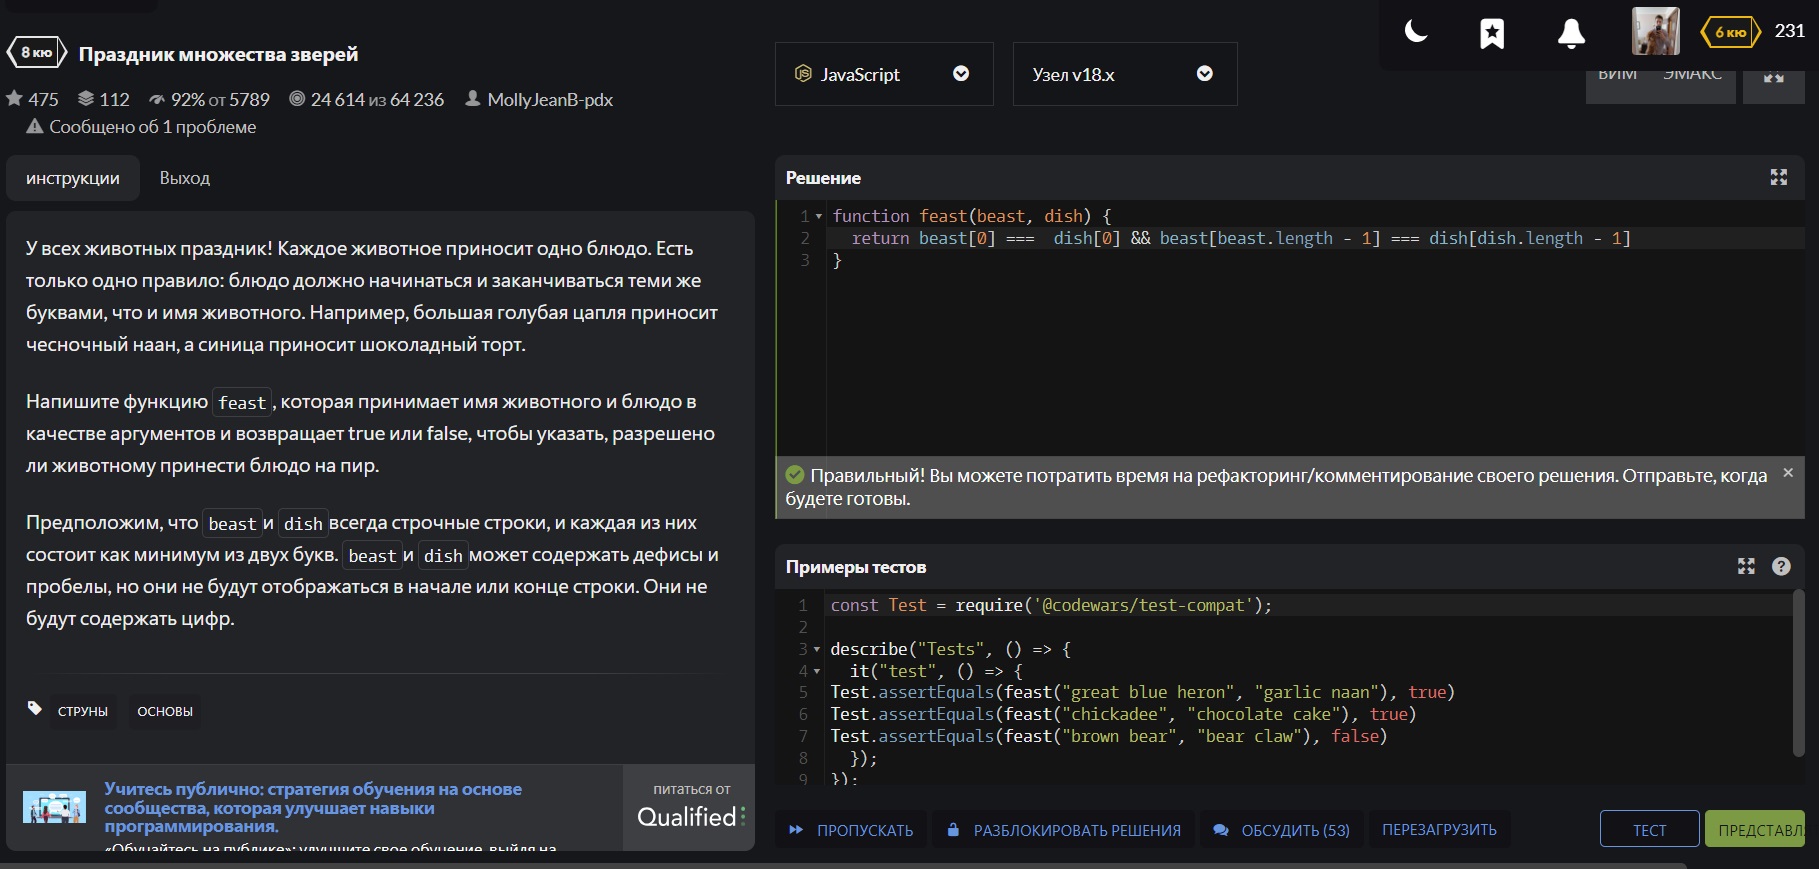 8 кю Праздник множества зверей
475 112 92% от 5789 24 614 из 64 236 MollyJeanB-pdx
Сообщено об 1 проблеме
JavaScript Узел v18.x
6 кю 231
ВИМ ЭМАКС
инструкции Выход
У всех животных праздник! Каждое животное приносит одно блюдо. Есть
только одно правило: блюдо должно начинаться и заканчиваться теми же
буквами, что и имя животного. Например, большая голубая цапля приносит
чесночный наан, а синица приносит шоколадный торт.
Напишите функцию feast, которая принимает имя животного и блюдо в
качестве аргументов и возвращает true или false, чтобы указать, разрешено
ли животному принести блюдо на пир.
Предположим, что beast и dish всегда строчные строки, и каждая из них
состоит как минимум из двух букв. beast и dish может содержать дефисы и
пробелы, но они не будут отображаться в начале или конце строки. Они не
будут содержать цифр.
СТРУНЫ ОСНОВЫ
Учитесь публично: стратегия обучения на основе
сообщества, которая улучшает навыки
программирования.
«Обучайтесь на публике»: улучшите свое обучение, выйдя на
питаться от
Qualified
Решение
1 function feast(beast, dish) {
2 return beast[0] ===  dish[0] && beast[beast.length - 1] === dish[dish.length - 1]
3 }
Правильный! Вы можете потратить время на рефакторинг/комментирование своего решения. Отправьте, когда
будете готовы.
×
Примеры тестов
?
1 const Test = require('@codewars/test-compat');
2
3 describe("Tests", () => {
4 it("test", () => {
5 Test.assertEquals(feast("great blue heron", "garlic naan"), true)
6 Test.assertEquals(feast("chickadee", "chocolate cake"), true)
7 Test.assertEquals(feast("brown bear", "bear claw"), false)
8 });
9 });
ПРОПУСКАТЬ РАЗБЛОКИРОВАТЬ РЕШЕНИЯ ОБСУДИТЬ (53) ПЕРЕЗАГРУЗИТЬ ТЕСТ ПРЕДСТАВЛ